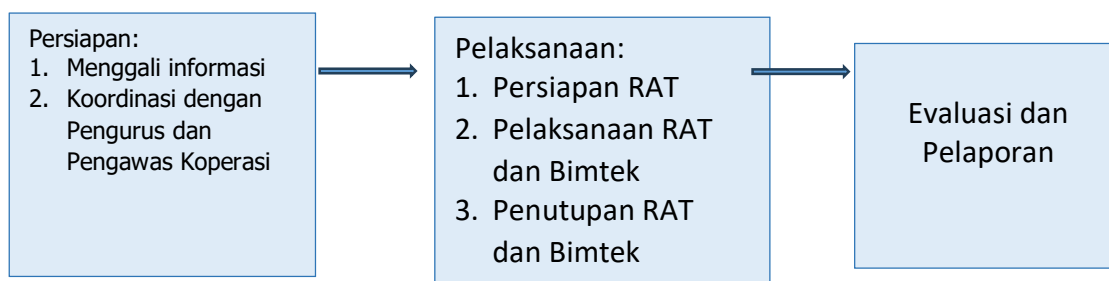 Persiapan:
1. Menggali informasi
2. Koordinasi dengan
Pengurus dan
Pengawas Koperasi
Pelaksanaan:
1. Persiapan RAT
2. Pelaksanaan RAT
dan Bimtek
3. Penutupan RAT
dan Bimtek
Evaluasi dan
Pelaporan